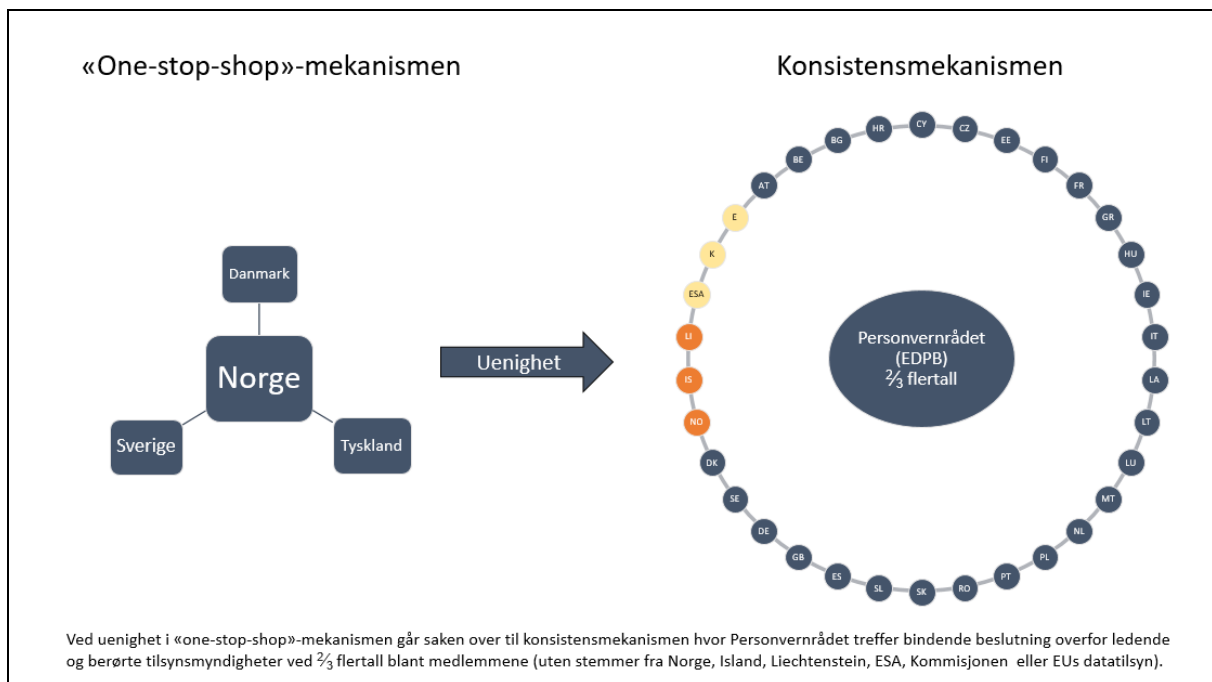 «One-stop-shop»-mekanismen
Konsistensmekanismen
Danmark
Norge
Sverige
Tyskland
Uenighet
CY
CZ
EE
FI
FR
GR
HU
IE
IT
LA
LT
LU
MT
NL
PL
PT
RO
SK
SL
ES
GB
DE
SE
DK
NO
IS
LI
ESA
K
E
AT
BE
BG
HR
Personvernrådet
(EDPB)
⅔ flertall
Ved uenighet i «one-stop-shop»-mekanismen går saken over til konsistensmekanismen hvor Personvernrådet treffer bindende beslutning overfor ledende
og berørte tilsynsmyndigheter ved ⅔ flertall blant medlemmene (uten stemmer fra Norge, Island, Liechtenstein, ESA, Kommisjonen eller EUs datatilsyn).